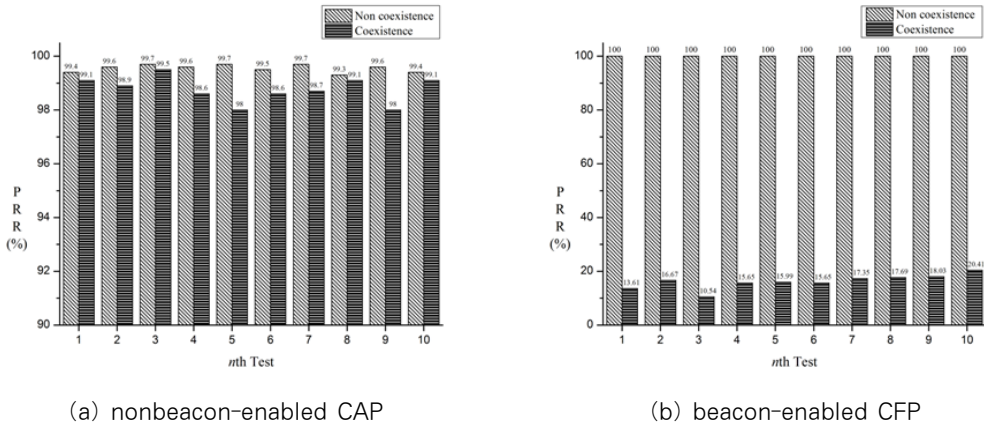 Non coexistence
Coexistence
100
98
96
94
92
90
P
R
R
(%)
99.4
99.1
99.6
98.9
99.7
99.5
99.6
98.6
99.7
98
99.5
98.6
99.7
98.7
99.3
99.1
99.6
98
99.4
99.1
1 2 3 4 5 6 7 8 9 10
nth Test
(a) nonbeacon-enabled CAP
Non coexistence
Coexistence
100
80
60
40
20
0
P
R
R
(%)
100 100 100 100 100 100 100 100 100 100
13.61
16.67
10.54
15.65
15.99
15.65
17.35
17.69
18.03
20.41
1 2 3 4 5 6 7 8 9 10
nth Test
(b) beacon-enabled CFP